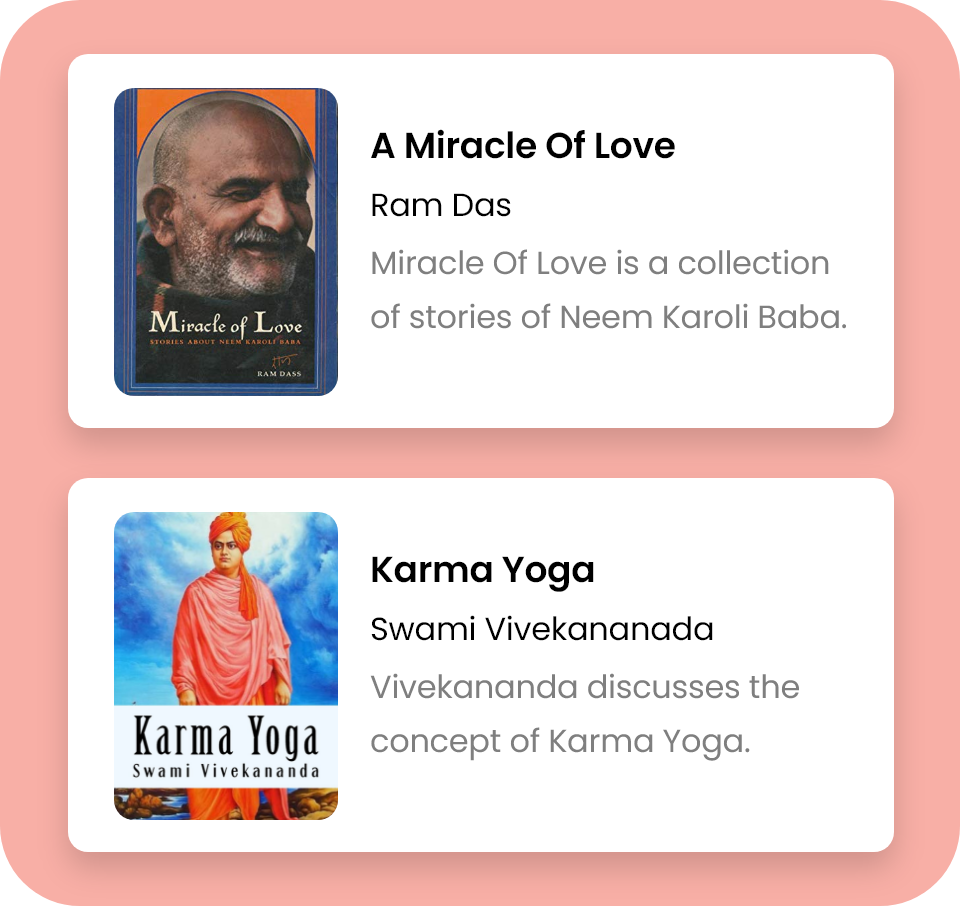 Miracle of Love
STORIES ABOUT NEEM KAROLI BABA
राम
RAM DASS
A Miracle Of Love
Ram Das
Miracle Of Love is a collection
of stories of Neem Karoli Baba.
Karma Yoga
Swami Vivekananda
Karma Yoga
Swami Vivekananada
Vivekananda discusses the
concept of Karma Yoga.